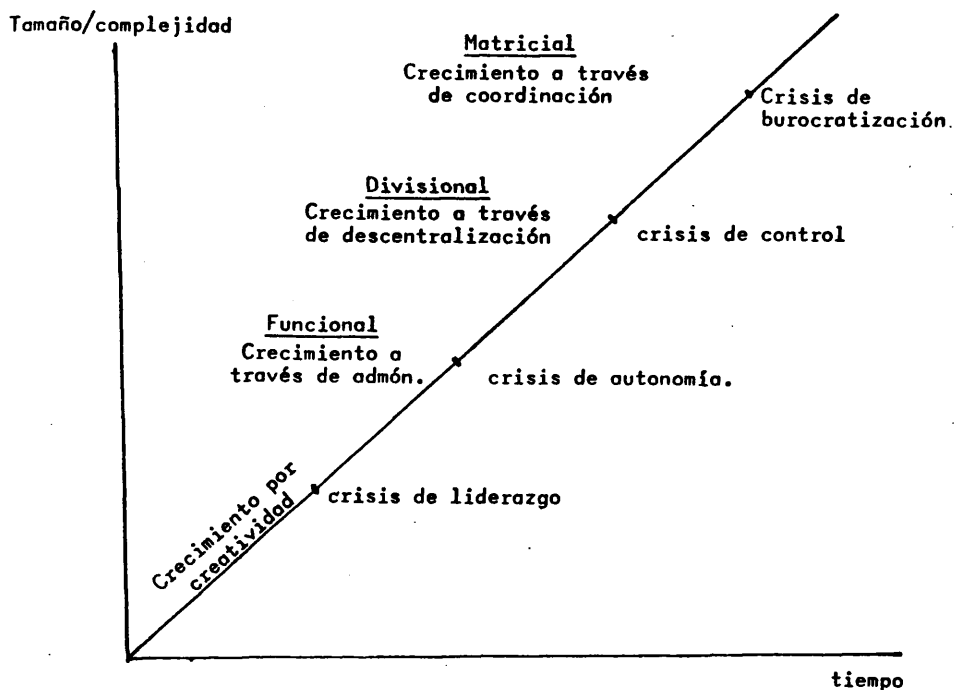 Tamaño/complejidad
Matricial
Crecimiento a través
de coordinación
Crisis de
burocratización.
Divisional
Crecimiento a través
de descentralización
crisis de control
Funcional
Crecimiento a
través de admón.
crisis de autonomía.
Crecimiento por
creatividad
crisis de liderazgo
tiempo